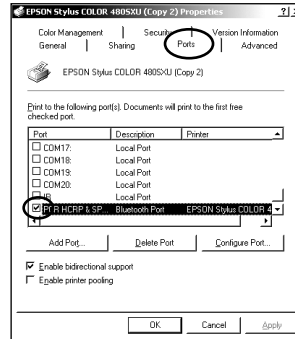 EPSON Stylus COLOR 480SXU (Copy 2) Properties
Color Management Security Version Information
General Sharing Ports Advanced
EPSON Stylus COLOR 480SXU (Copy 2)
Print to the following port(s). Documents will print to the first free
checked port.
Port Description Printer
COM17: Local Port
COM18: Local Port
COM19: Local Port
COM20: Local Port
IR Local Port
HCRP & SP... Bluetooth Port EPSON Stylus COLOR 4
Add Port... Delete Port Configure Port...
Enable bidirectional support
Enable printer pooling
OK Cancel Apply